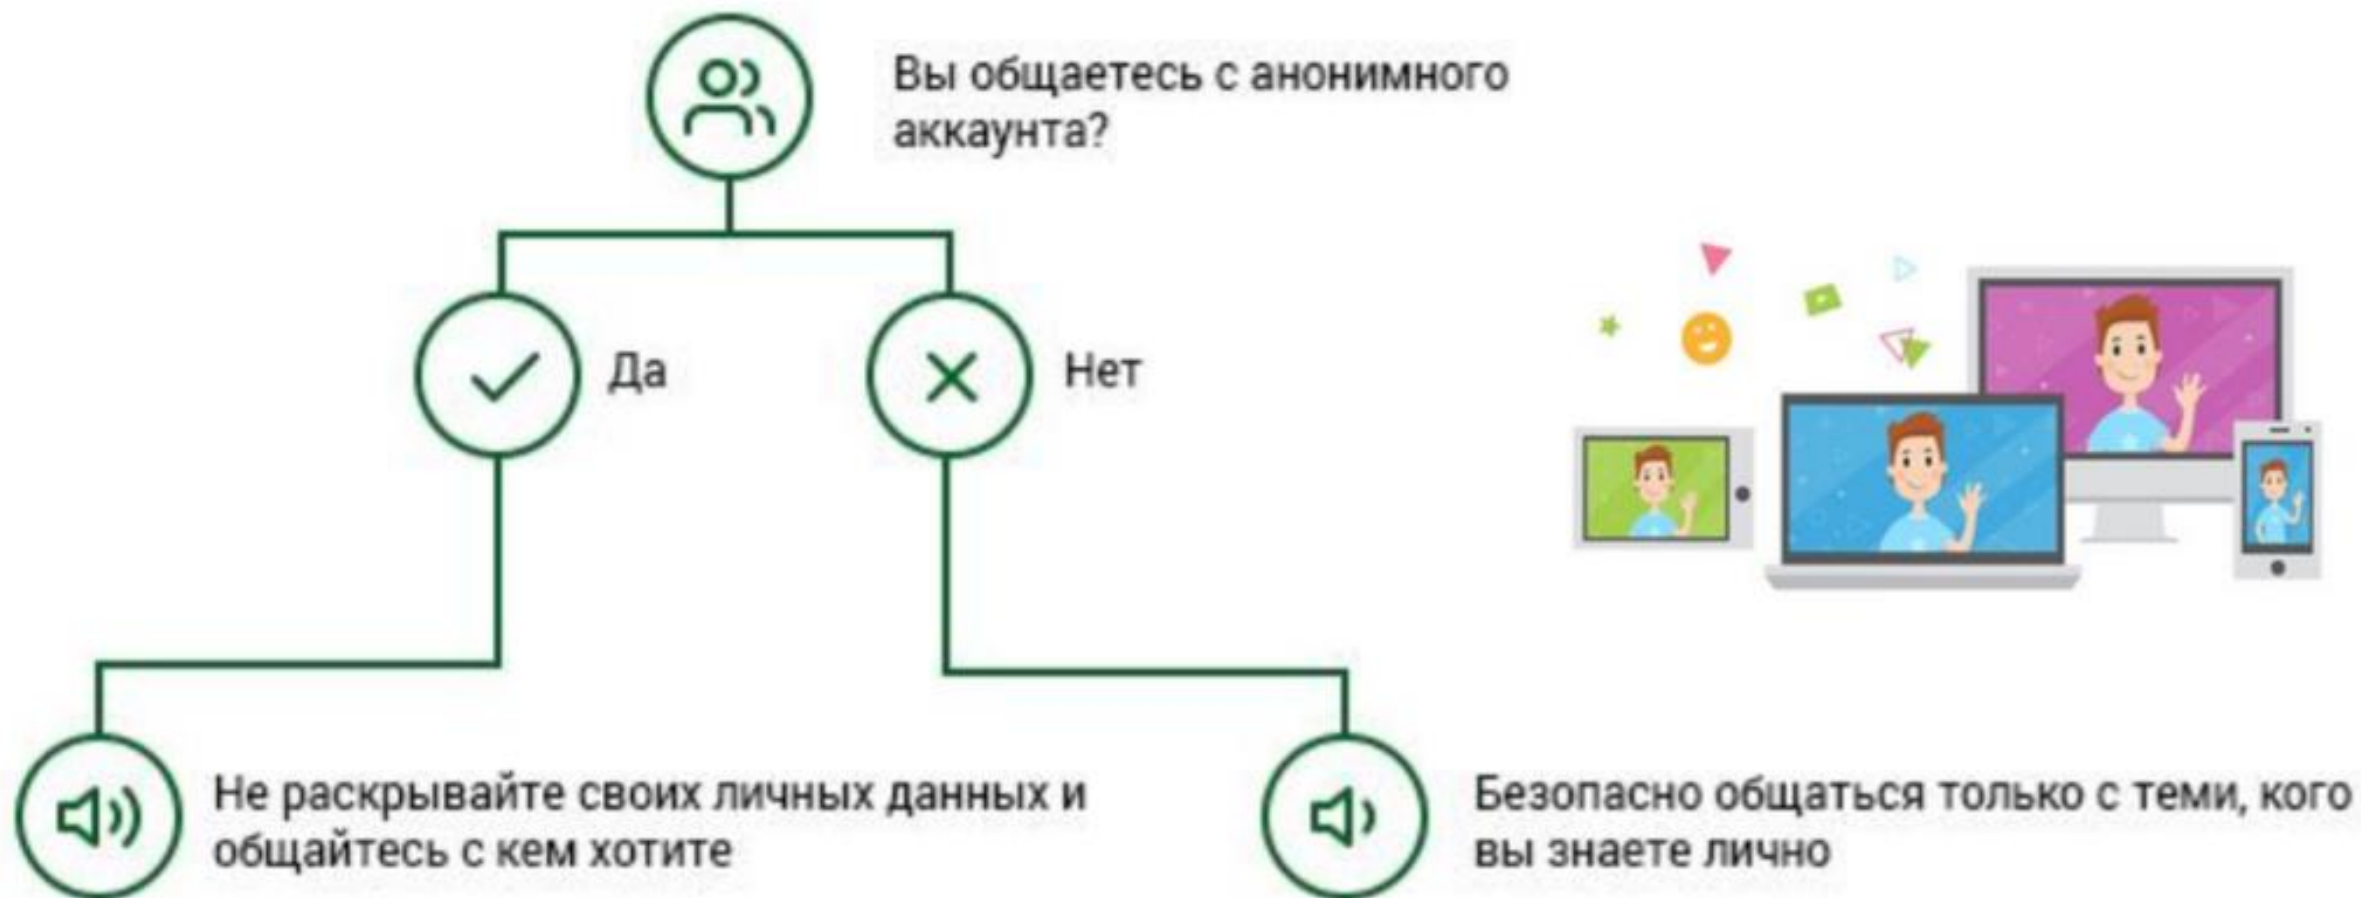 Вы общаетесь с анонимного
аккаунта?
Да
Нет
Не раскрывайте своих личных данных и
общайтесь с кем хотите
Безопасно общаться только с теми, кого
вы знаете лично